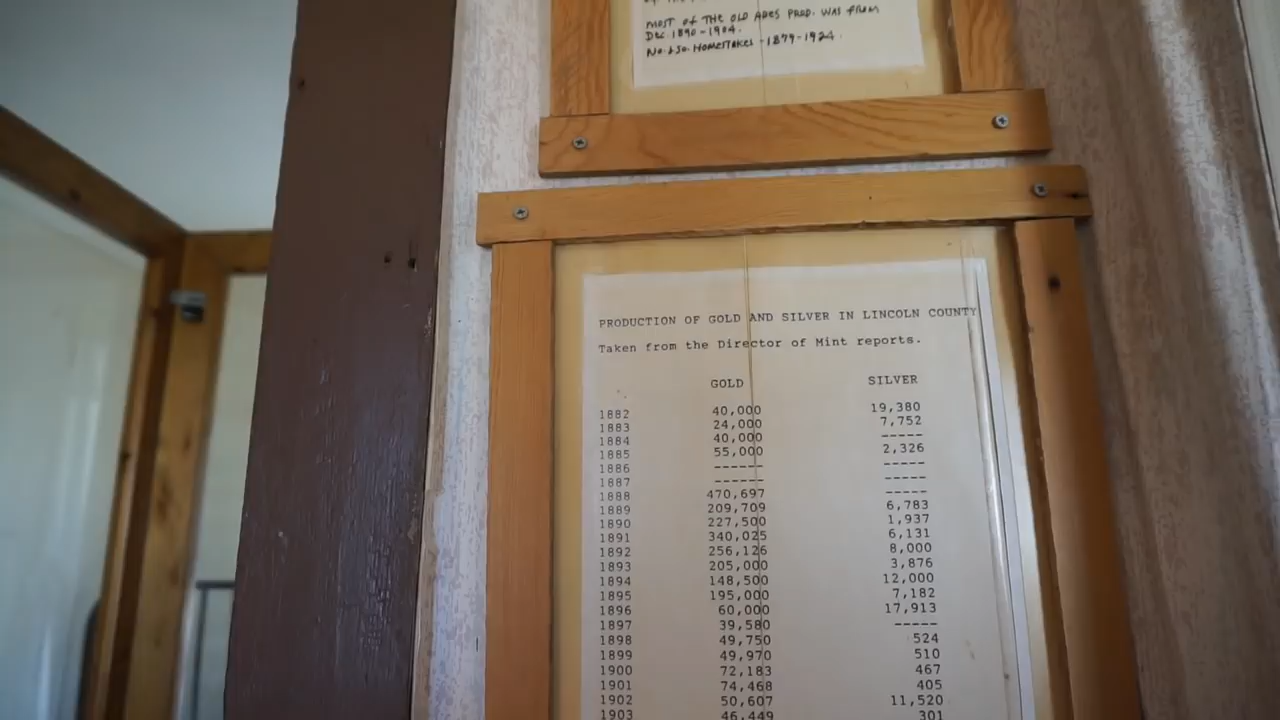 MOST OF THE OLD ABES PROD. WAS FROM
DEC. 1890-1904.
NO. & SO. HOMESTAKES - 1879-1924.
PRODUCTION OF GOLD AND SILVER IN LINCOLN COUNTY
Taken from the Director of Mint reports.
GOLD SILVER
1882 40,000 19,380
1883 24,000 7,752
1884 40,000 -----
1885 55,000 2,326
1886 ------ -----
1887 ------ -----
1888 470,697 -----
1889 209,709 6,783
1890 227,500 1,937
1891 340,025 6,131
1892 256,126 8,000
1893 205,000 3,876
1894 148,500 12,000
1895 195,000 7,182
1896 60,000 17,913
1897 39,580 -----
1898 49,750 524
1899 49,970 510
1900 72,183 467
1901 74,468 405
1902 50,607 11,520
1903 46,449 301